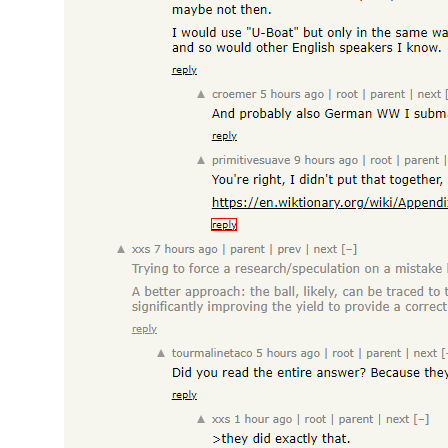 maybe not then.
I would use "U-Boat" but only in the same wa
and so would other English speakers I know.
reply
▲ croemer 5 hours ago | root | parent | next [
And probably also German WW I subm
reply
▲ primitivesuave 9 hours ago | root | parent |
You're right, I didn't put that together,
https://en.wiktionary.org/wiki/Appendi
reply
▲ xxs 7 hours ago | parent | prev | next [–]
Trying to force a research/speculation on a mistake
A better approach: the ball, likely, can be traced to t
significantly improving the yield to provide a correct
reply
▲ tourmalinetaco 5 hours ago | root | parent | next [
Did you read the entire answer? Because they
reply
▲ xxs 1 hour ago | root | parent | next [–]
>they did exactly that.